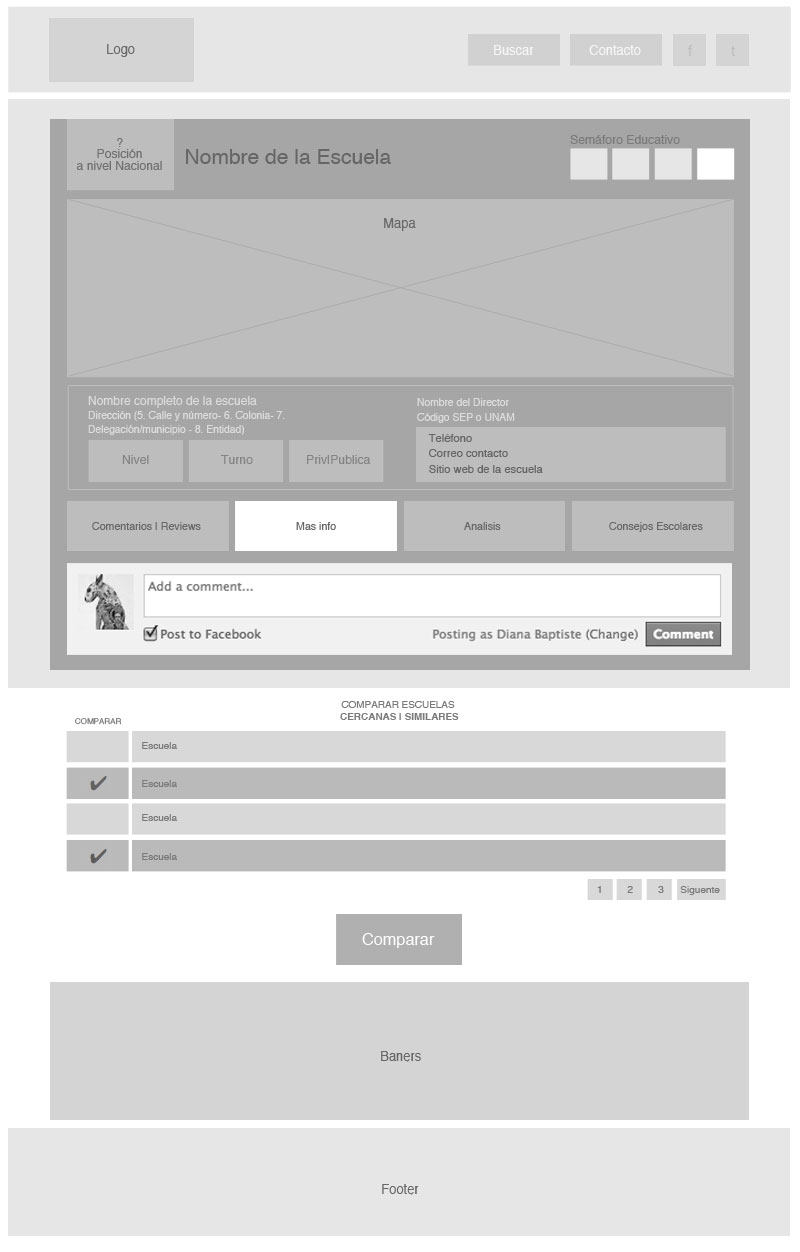 Logo
Buscar
Contacto
f
t
?
Posición
a nivel Nacional
Nombre de la Escuela
Semáforo Educativo
Mapa
Nombre completo de la escuela
Dirección (5. Calle y número- 6. Colonia- 7.
Delegación/municipio - 8. Entidad)
Nivel
Turno
Priv|Publica
Nombre del Director
Código SEP o UNAM
Teléfono
Correo contacto
Sitio web de la escuela
Comentarios | Reviews
Mas info
Analisis
Consejos Escolares
Add a comment...
Post to Facebook
Posting as Diana Baptiste (Change)
Comment
COMPARAR ESCUELAS
CERCANAS | SIMILARES
COMPARAR
Escuela
Escuela
Escuela
Escuela
1
2
3
Siguente
Comparar
Baners
Footer